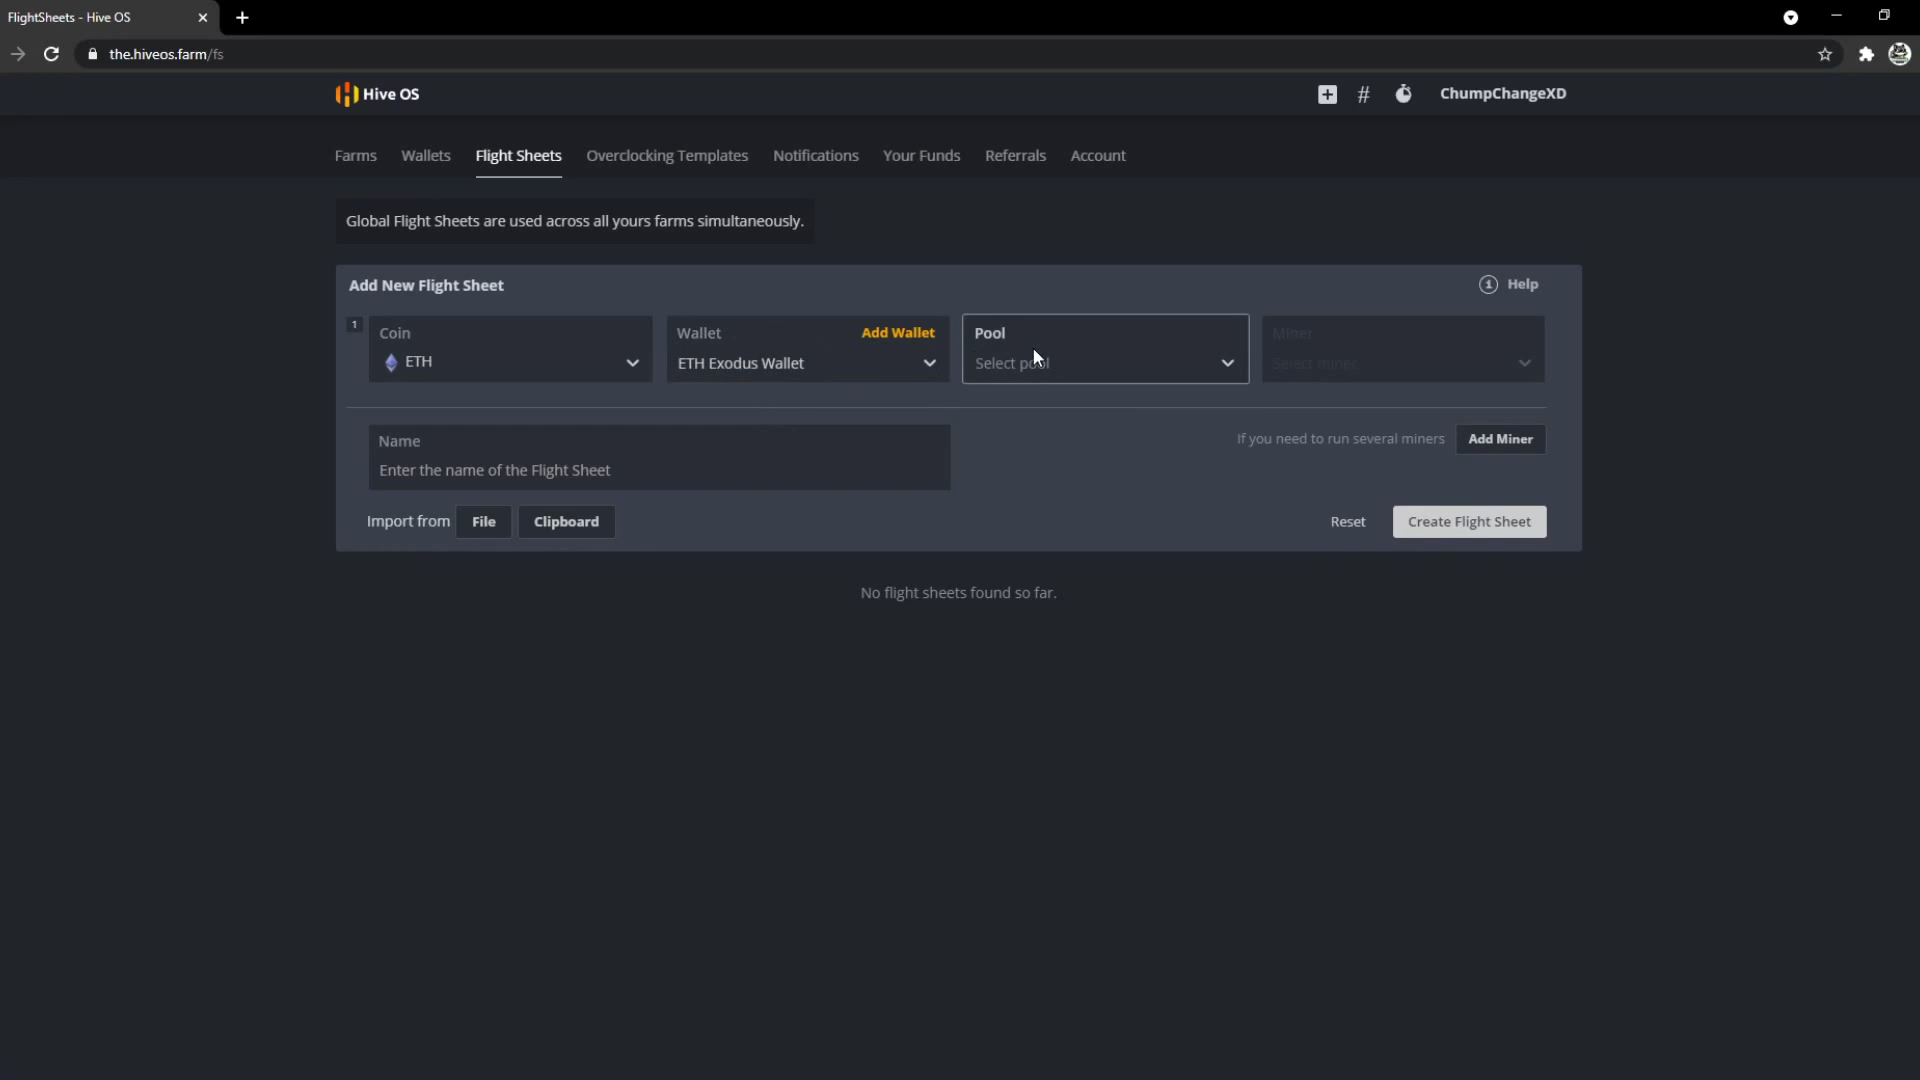 FlightSheets - Hive OS
the.hiveos.farm/fs
Hive OS
# ChumpChangeXD
Farms Wallets Flight Sheets Overclocking Templates Notifications Your Funds Referrals Account
Global Flight Sheets are used across all yours farms simultaneously.
Add New Flight Sheet Help
1 Coin Wallet Add Wallet Pool Miner
ETH ETH Exodus Wallet Select pool Select miner
Name If you need to run several miners Add Miner
Enter the name of the Flight Sheet
Import from File Clipboard Reset Create Flight Sheet
No flight sheets found so far.